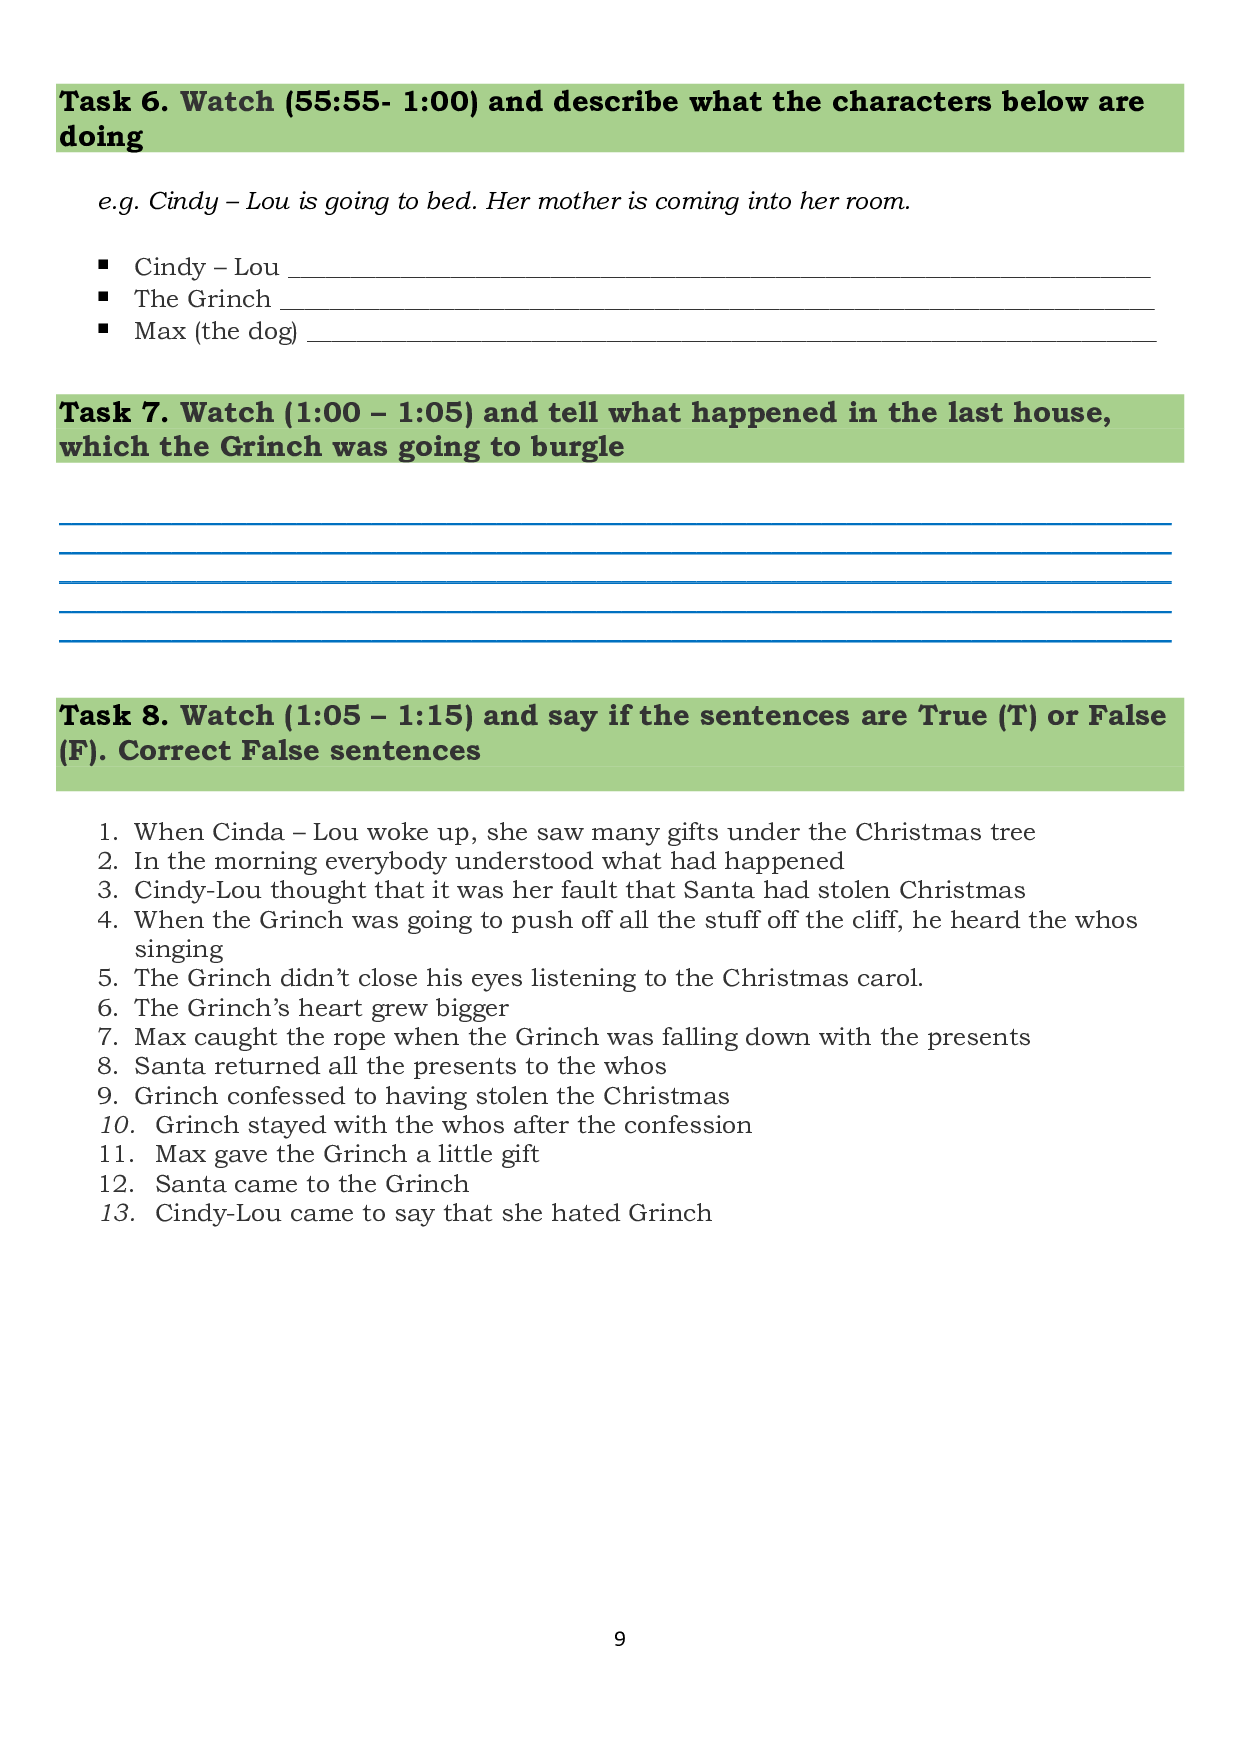 Task 6. Watch (55:55- 1:00) and describe what the characters below are
doing
e.g. Cindy – Lou is going to bed. Her mother is coming into her room.
▪ Cindy – Lou ______________________________________________________________________
▪ The Grinch _______________________________________________________________________
▪ Max (the dog) _____________________________________________________________________
Task 7. Watch (1:00 – 1:05) and tell what happened in the last house,
which the Grinch was going to burgle
Task 8. Watch (1:05 – 1:15) and say if the sentences are True (T) or False
(F). Correct False sentences
1. When Cinda – Lou woke up, she saw many gifts under the Christmas tree
2. In the morning everybody understood what had happened
3. Cindy-Lou thought that it was her fault that Santa had stolen Christmas
4. When the Grinch was going to push off all the stuff off the cliff, he heard the whos
singing
5. The Grinch didn’t close his eyes listening to the Christmas carol.
6. The Grinch’s heart grew bigger
7. Max caught the rope when the Grinch was falling down with the presents
8. Santa returned all the presents to the whos
9. Grinch confessed to having stolen the Christmas
10. Grinch stayed with the whos after the confession
11. Max gave the Grinch a little gift
12. Santa came to the Grinch
13. Cindy-Lou came to say that she hated Grinch
9